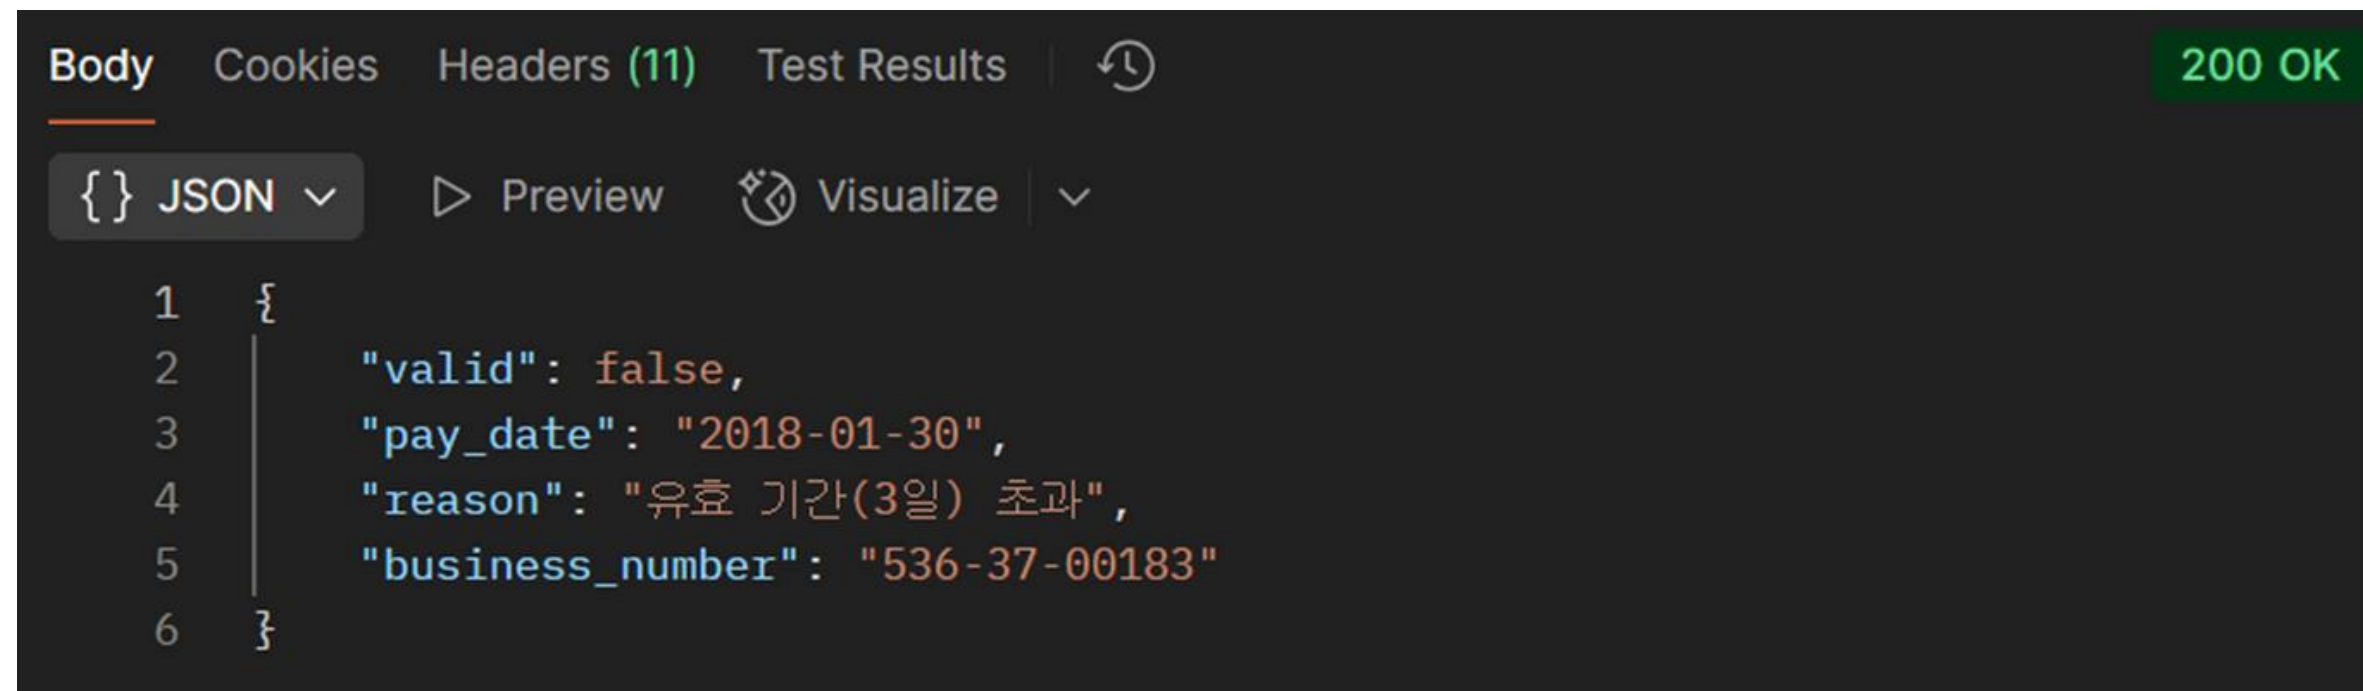 Body Cookies Headers (11) Test Results 200 OK
{} JSON Preview Visualize
1 {
2 "valid": false,
3 "pay_date": "2018-01-30",
4 "reason": "유효 기간(3일) 초과",
5 "business_number": "536-37-00183"
6 }